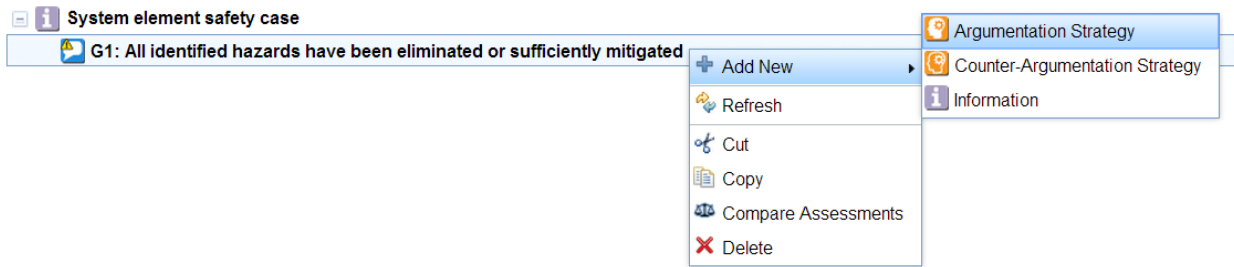 System element safety case
G1: All identified hazards have been eliminated or sufficiently mitigated
Add New
Refresh
Cut
Copy
Compare Assessments
Delete
Argumentation Strategy
Counter-Argumentation Strategy
Information